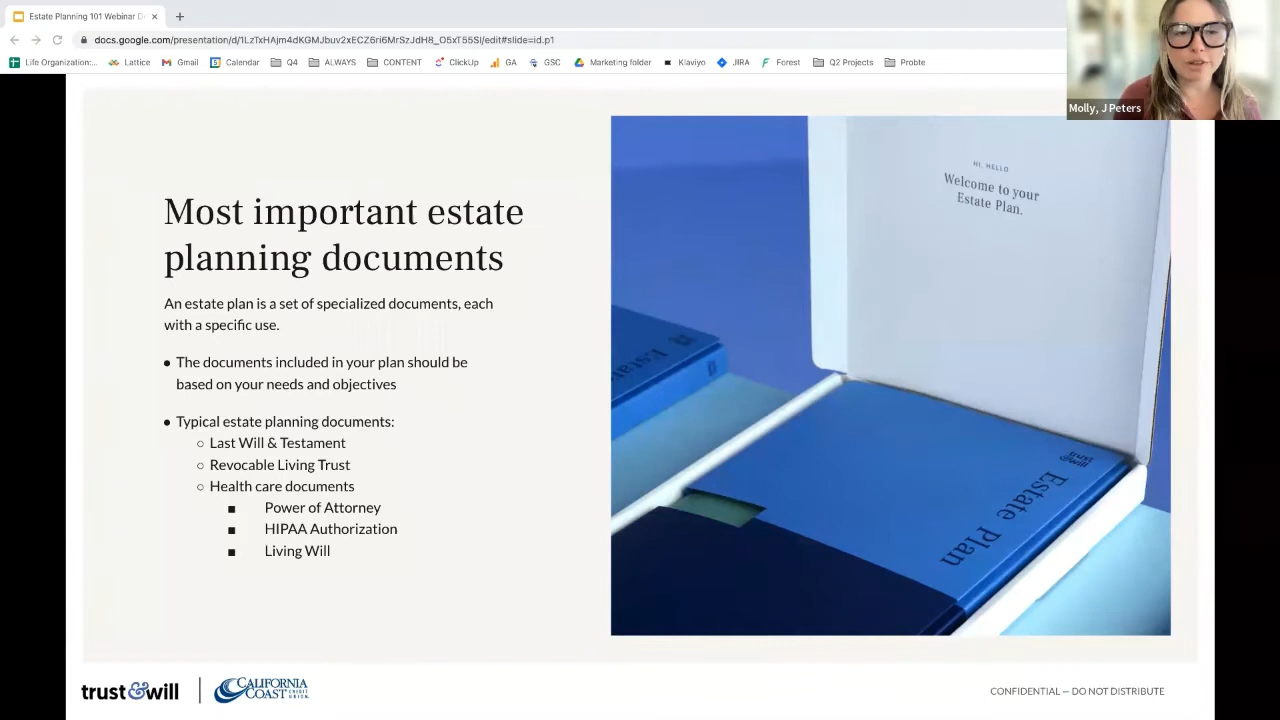 Estate Planning 101 Webinar D
docs.google.com/presentation/d/1LzTxHAjm4dKGMJbuv2xECZ6ri6MrSzJdH8_O5xT55SI/edit#slide=id.p1
Life Organization:... Lattice Gmail Calendar Q4 ALWAYS CONTENT ClickUp GA GSC Marketing folder Klaviyo JIRA Forest Q2 Projects Probte
Molly, J Peters
Most important estate
planning documents
An estate plan is a set of specialized documents, each
with a specific use.
● The documents included in your plan should be
based on your needs and objectives
● Typical estate planning documents:
○ Last Will & Testament
○ Revocable Living Trust
○ Health care documents
■ Power of Attorney
■ HIPAA Authorization
■ Living Will
HI, HELLO
Welcome to your
Estate Plan.
trust
&will
Estate Plan
Estat
trust&will
CALIFORNIA
COAST CREDIT
UNION
CONFIDENTIAL — DO NOT DISTRIBUTE